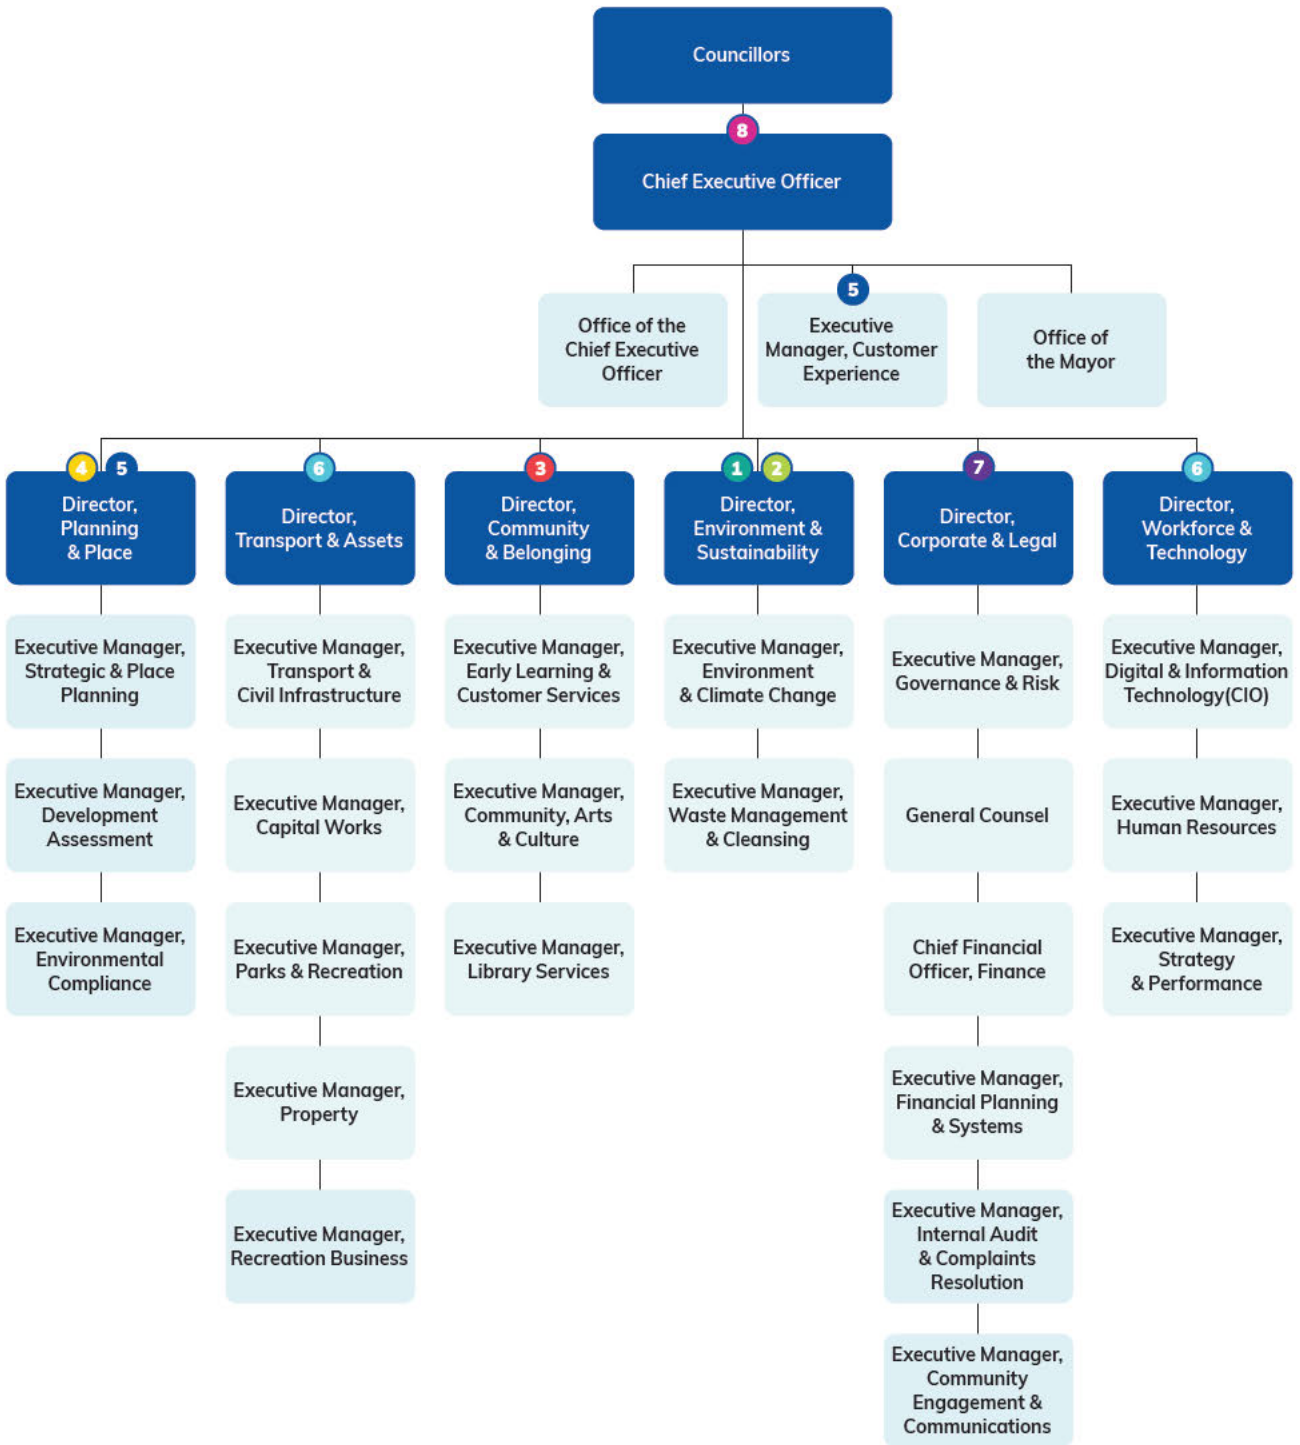 Councillors
8
Chief Executive Officer
Office of the
Chief Executive
Officer
5
Executive
Manager, Customer
Experience
Office of
the Mayor
4 5
Director,
Planning
& Place
Executive Manager,
Strategic & Place
Planning
Executive Manager,
Development
Assessment
Executive Manager,
Environmental
Compliance
6
Director,
Transport & Assets
Executive Manager,
Transport &
Civil Infrastructure
Executive Manager,
Capital Works
Executive Manager,
Parks & Recreation
Executive Manager,
Property
Executive Manager,
Recreation Business
3
Director,
Community
& Belonging
Executive Manager,
Early Learning &
Customer Services
Executive Manager,
Community, Arts
& Culture
Executive Manager,
Library Services
1 2
Director,
Environment &
Sustainability
Executive Manager,
Environment
& Climate Change
Executive Manager,
Waste Management
& Cleansing
7
Director,
Corporate & Legal
Executive Manager,
Governance & Risk
General Counsel
Chief Financial
Officer, Finance
Executive Manager,
Financial Planning
& Systems
Executive Manager,
Internal Audit
& Complaints
Resolution
Executive Manager,
Community
Engagement &
Communications
6
Director,
Workforce &
Technology
Executive Manager,
Digital & Information
Technology(CIO)
Executive Manager,
Human Resources
Executive Manager,
Strategy
& Performance